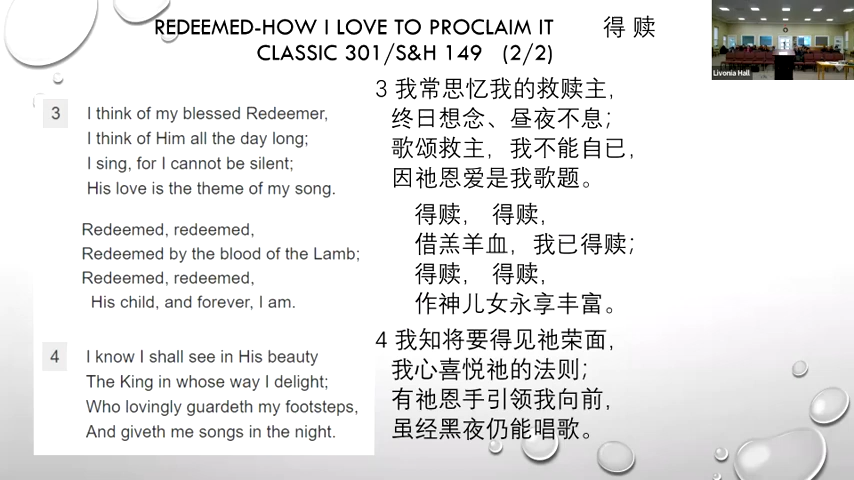 REDEEMED-HOW I LOVE TO PROCLAIM IT 得 赎
CLASSIC 301/S&H 149 (2/2)
Livonia Hall
3 I think of my blessed Redeemer,
I think of Him all the day long;
I sing, for I cannot be silent;
His love is the theme of my song.
Redeemed, redeemed,
Redeemed by the blood of the Lamb;
Redeemed, redeemed,
His child, and forever, I am.
4 I know I shall see in His beauty
The King in whose way I delight;
Who lovingly guardeth my footsteps,
And giveth me songs in the night.
3 我常思忆我的救赎主，
终日想念、昼夜不息；
歌颂救主，我不能自已，
因祂恩爱是我歌题。
得赎， 得赎，
借羔羊血，我已得赎；
得赎， 得赎，
作神儿女永享丰富。
4 我知将要得见祂荣面，
我心喜悦祂的法则；
有祂恩手引领我向前，
虽经黑夜仍能唱歌。